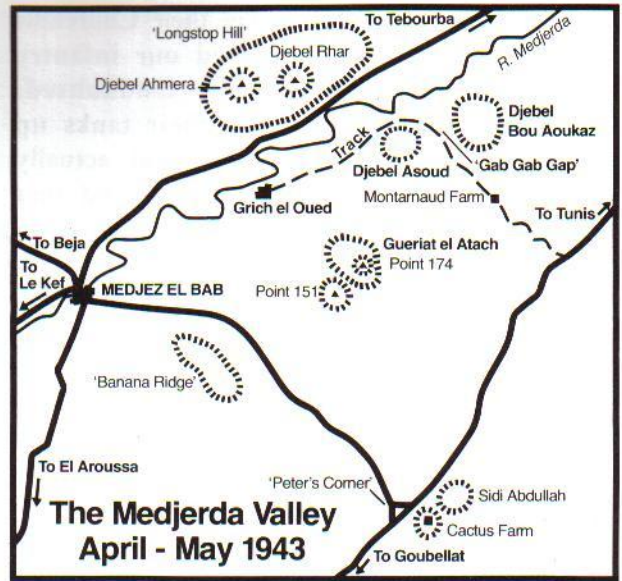 To Tebourba
'Longstop Hill'
Djebel Rhar
R. Medjerda
Djebel Ahmera
Djebel
Bou Aoukaz
Track
Djebel Asoud
'Gab Gab Gap'
Montarnaud Farm
Grich el Oued
To Tunis
To Beja
Gueriat el Atach
Point 174
To
Le Kef
MEDJEZ EL BAB
Point 151
'Banana Ridge'
To El Aroussa
'Peter's Corner'
Sidi Abdullah
The Medjerda Valley
April - May 1943
Cactus Farm
To Goubellat